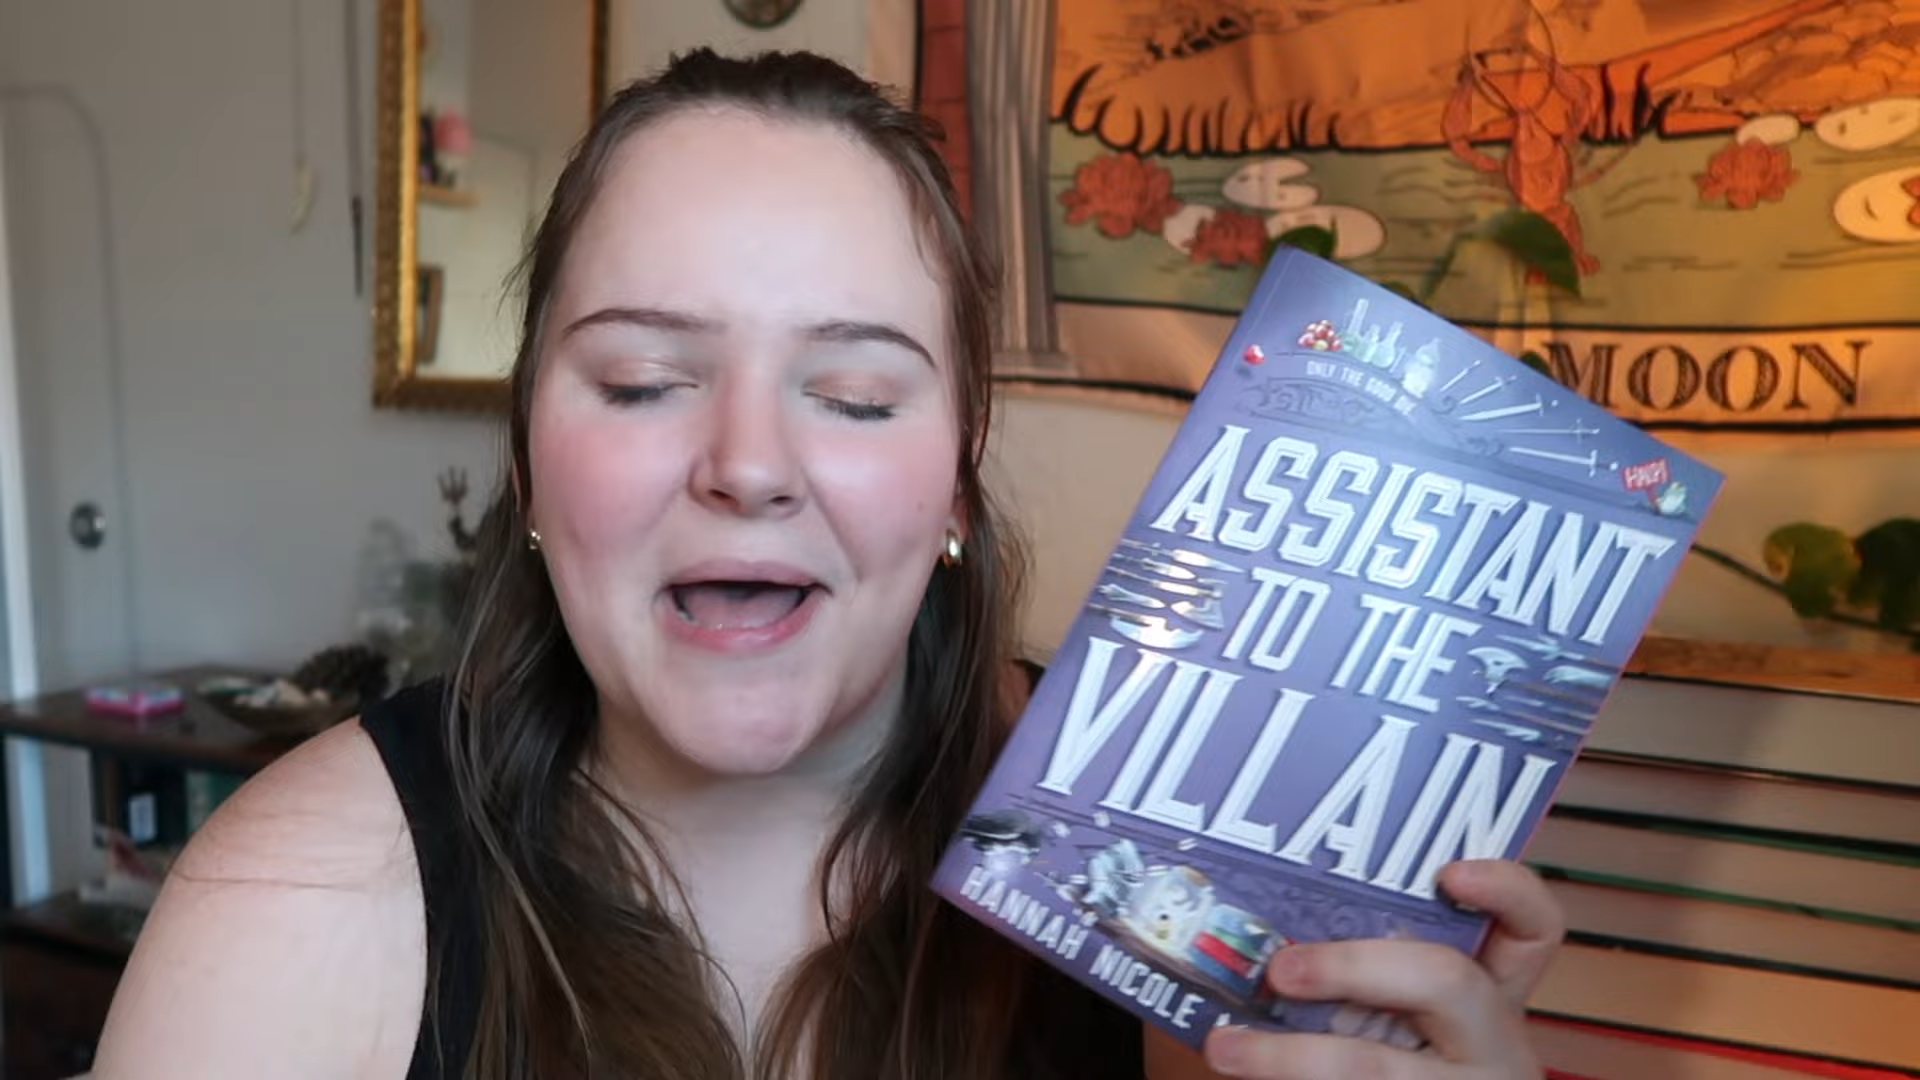 MOON
ONLY THE GOOD DIE
HALP!
ASSISTANT
TO THE
VILLAIN
HANNAH NICOLE